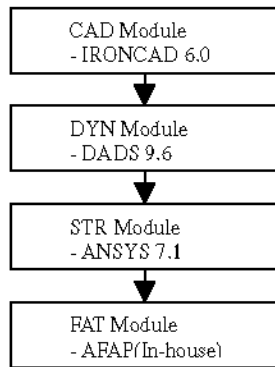 CAD Module
- IRONCAD 6.0
DYN Module
- DADS 9.6
STR Module
- ANSYS 7.1
FAT Module
- AFAP(In-house)